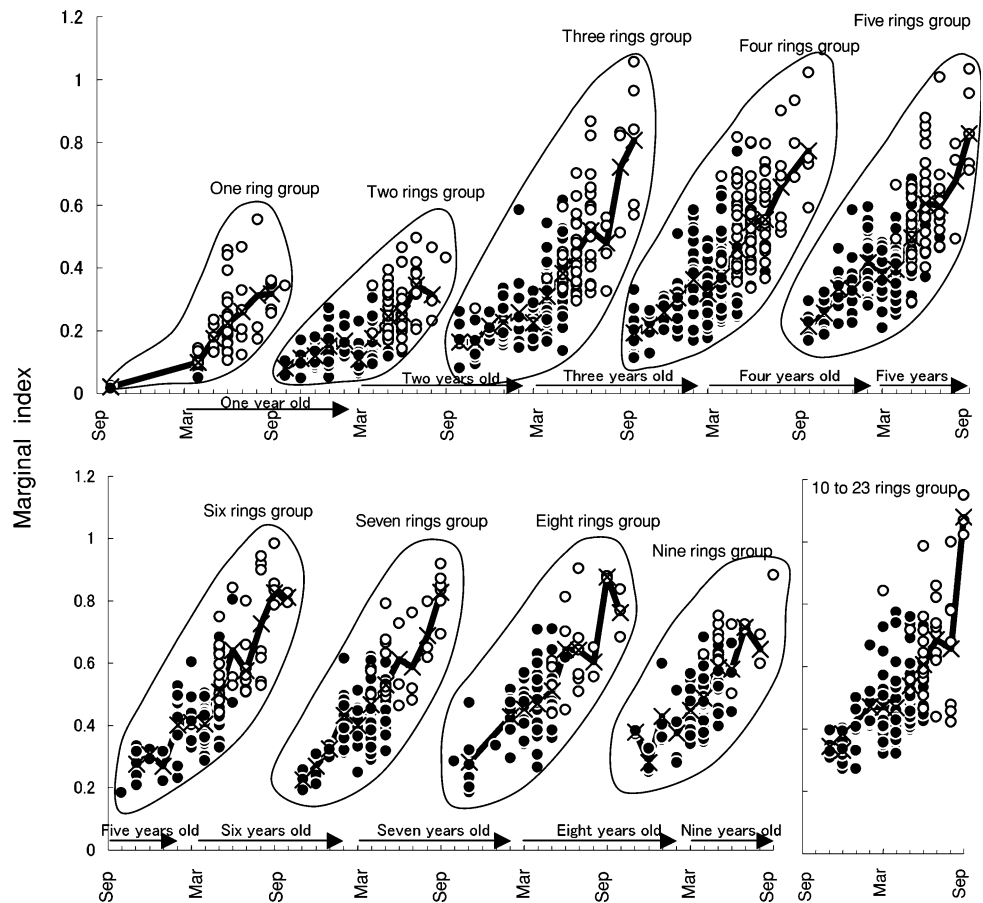 Marginal index
1.2
1
0.8
0.6
0.4
0.2
0
One ring group
Two rings group
Three rings group
Four rings group
Five rings group
One year old
Two years old
Three years old
Four years old
Five years
Sep
Mar
Sep
Mar
Sep
Mar
Sep
Mar
Sep
Mar
Sep
1.2
1
0.8
0.6
0.4
0.2
0
Six rings group
Seven rings group
Eight rings group
Nine rings group
10 to 23 rings group
Five years old
Six years old
Seven years old
Eight years old
Nine years old
Sep
Mar
Sep
Mar
Sep
Mar
Sep
Mar
Sep
Sep
Mar
Sep